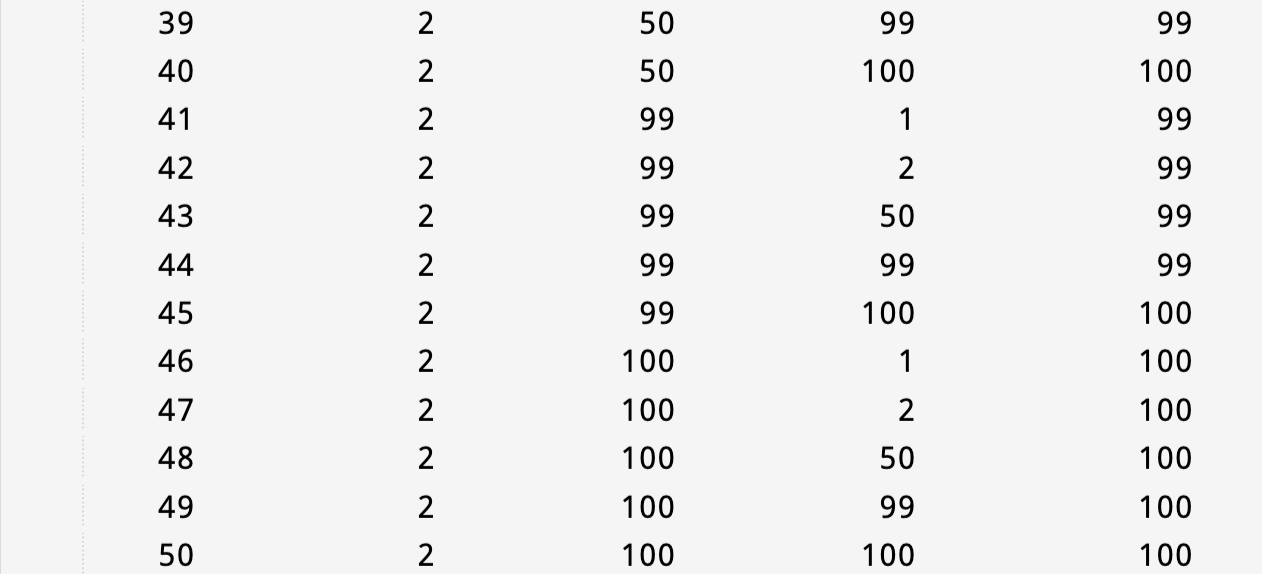 39 2 50 99 99
40 2 50 100 100
41 2 99 1 99
42 2 99 2 99
43 2 99 50 99
44 2 99 99 99
45 2 99 100 100
46 2 100 1 100
47 2 100 2 100
48 2 100 50 100
49 2 100 99 100
50 2 100 100 100